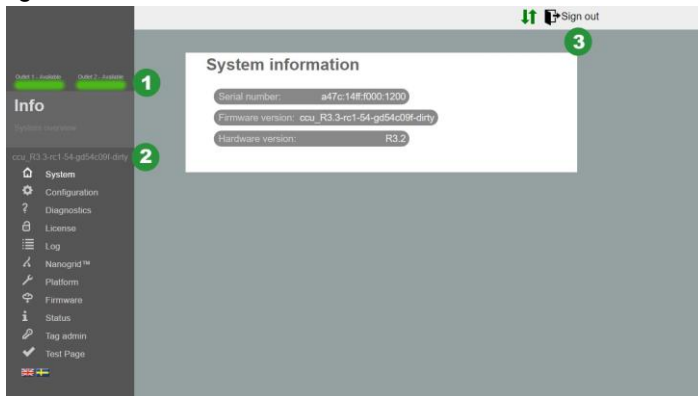 Sign out
3
Outlet 1 - Available Outlet 2 - Available
1
Info
System overview
ccu_R3.3-rc1-54-gd54c09f-dirty
2
System
Configuration
Diagnostics
License
Log
Nanogrid™
Platform
Firmware
Status
Tag admin
Test Page
System information
Serial number: a47c:14ff:f000:1200
Firmware version: ccu_R3.3-rc1-54-gd54c09f-dirty
Hardware version: R3.2